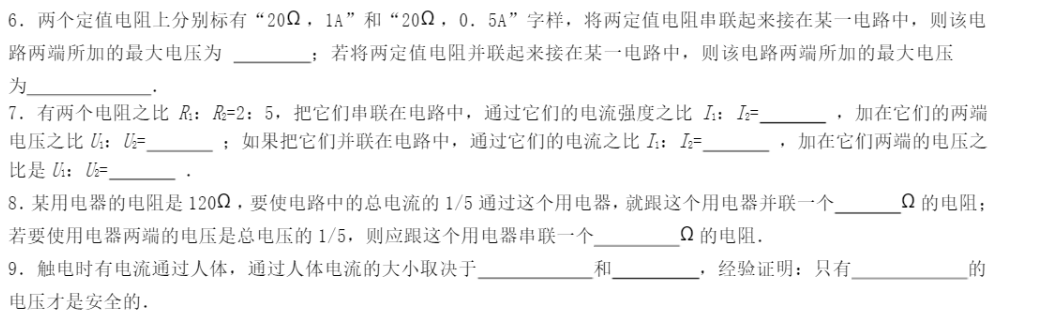 6．两个定值电阻上分别标有“20Ω，1A”和“20Ω，0．5A”字样，将两定值电阻串联起来接在某一电路中，则该电
路两端所加的最大电压为 ________；若将两定值电阻并联起来接在某一电路中，则该电路两端所加的最大电压
为____________．
7．有两个电阻之比 R₁：R₂=2：5，把它们串联在电路中，通过它们的电流强度之比 I₁：I₂=_______ ，加在它们的两端
电压之比 U₁：U₂=_______ ；如果把它们并联在电路中，通过它们的电流之比 I₁：I₂=_______ ，加在它们两端的电压之
比是 U₁：U₂=_______ ．
8．某用电器的电阻是 120Ω，要使电路中的总电流的 1/5 通过这个用电器，就跟这个用电器并联一个_______Ω 的电阻；
若要使用电器两端的电压是总电压的 1/5，则应跟这个用电器串联一个_________Ω 的电阻．
9．触电时有电流通过人体，通过人体电流的大小取决于____________和_________，经验证明：只有____________的
电压才是安全的．